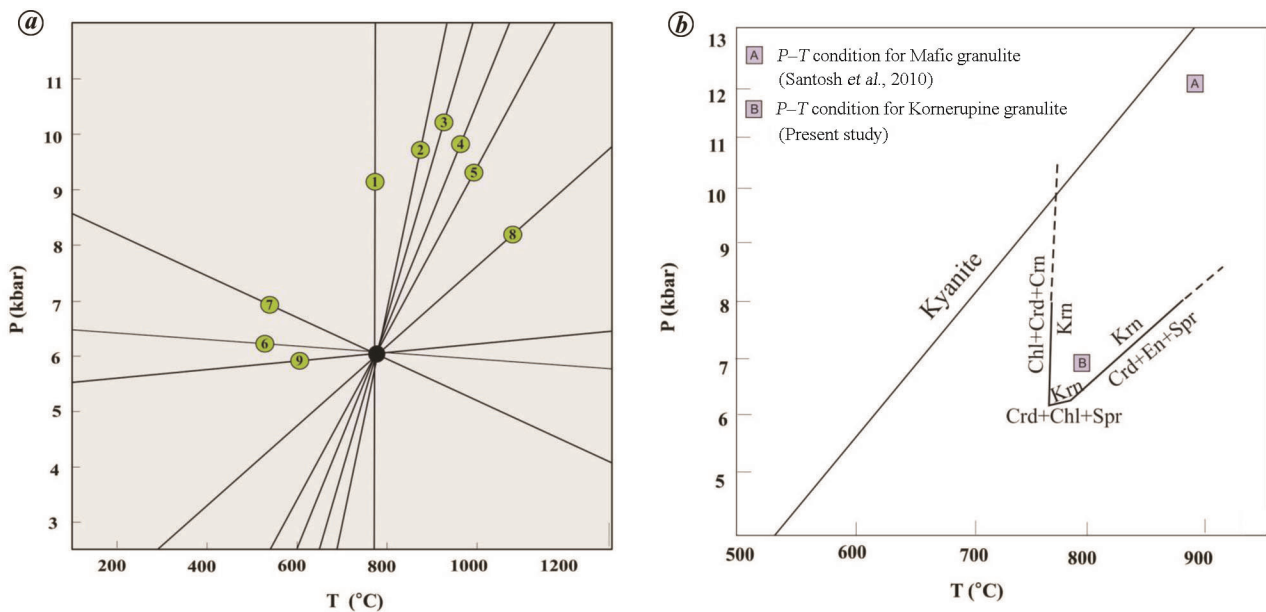 a
11
10
9
8
7
6
5
4
3
P (kbar)
1
2
3
4
5
8
7
6
9
200
400
600
800
1000
1200
T (°C)
b
A P–T condition for Mafic granulite
(Santosh et al., 2010)
B P–T condition for Kornerupine granulite
(Present study)
13
12
11
10
9
8
7
6
5
P (kbar)
A
Kyanite
Chl+Crd+Crn
Krn
Krn
Crd+En+Spr
B
Krn
Crd+Chl+Spr
500
600
700
800
900
T (°C)